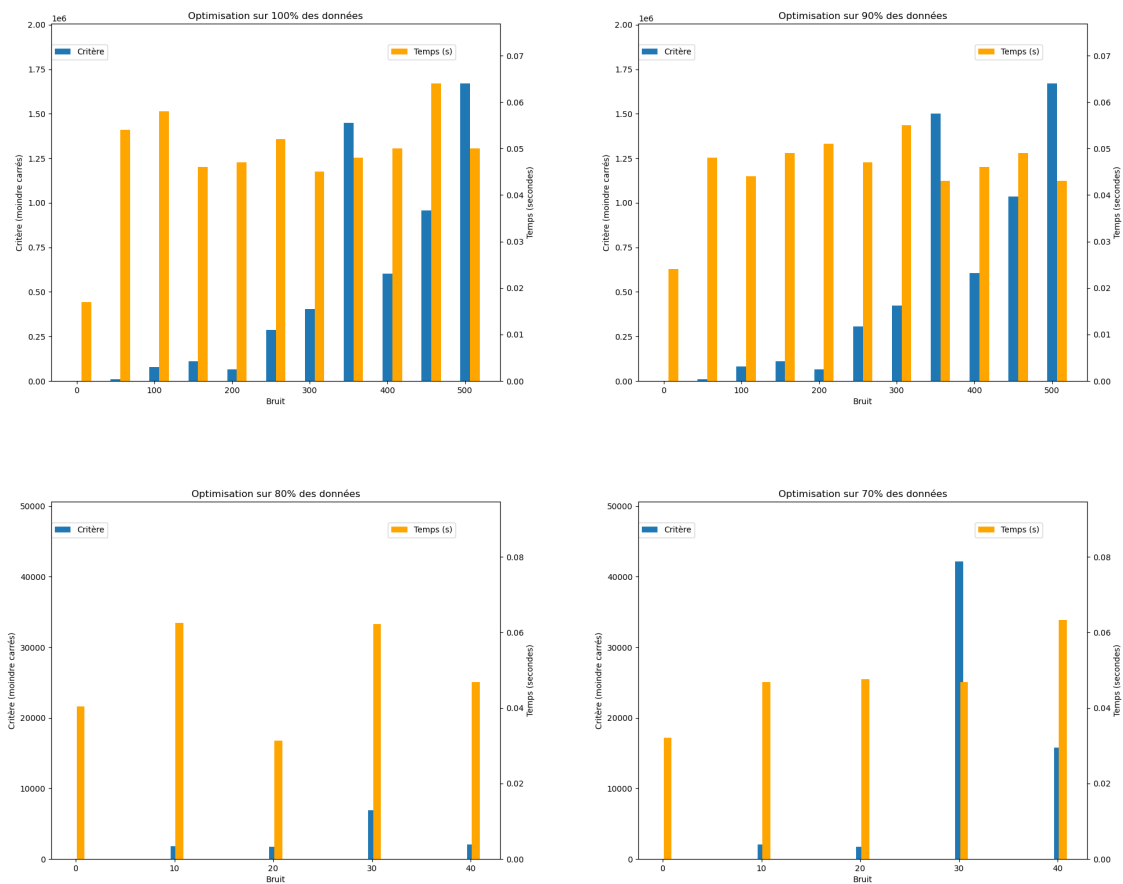 Optimisation sur 100% des données
1e6
Critère
Temps (s)
2.00
1.75
1.50
1.25
1.00
0.75
0.50
0.25
0.00
Critère (moindre carrés)
0.07
0.06
0.05
0.04
0.03
0.02
0.01
0.00
Temps (secondes)
0 100 200 300 400 500
Bruit
Optimisation sur 90% des données
1e6
Critère
Temps (s)
2.00
1.75
1.50
1.25
1.00
0.75
0.50
0.25
0.00
Critère (moindre carrés)
0.07
0.06
0.05
0.04
0.03
0.02
0.01
0.00
Temps (secondes)
0 100 200 300 400 500
Bruit
Optimisation sur 80% des données
Critère
Temps (s)
50000
40000
30000
20000
10000
0
Critère (moindre carrés)
0.08
0.06
0.04
0.02
0.00
Temps (secondes)
0 10 20 30 40
Bruit
Optimisation sur 70% des données
Critère
Temps (s)
50000
40000
30000
20000
10000
0
Critère (moindre carrés)
0.08
0.06
0.04
0.02
0.00
Temps (secondes)
0 10 20 30 40
Bruit